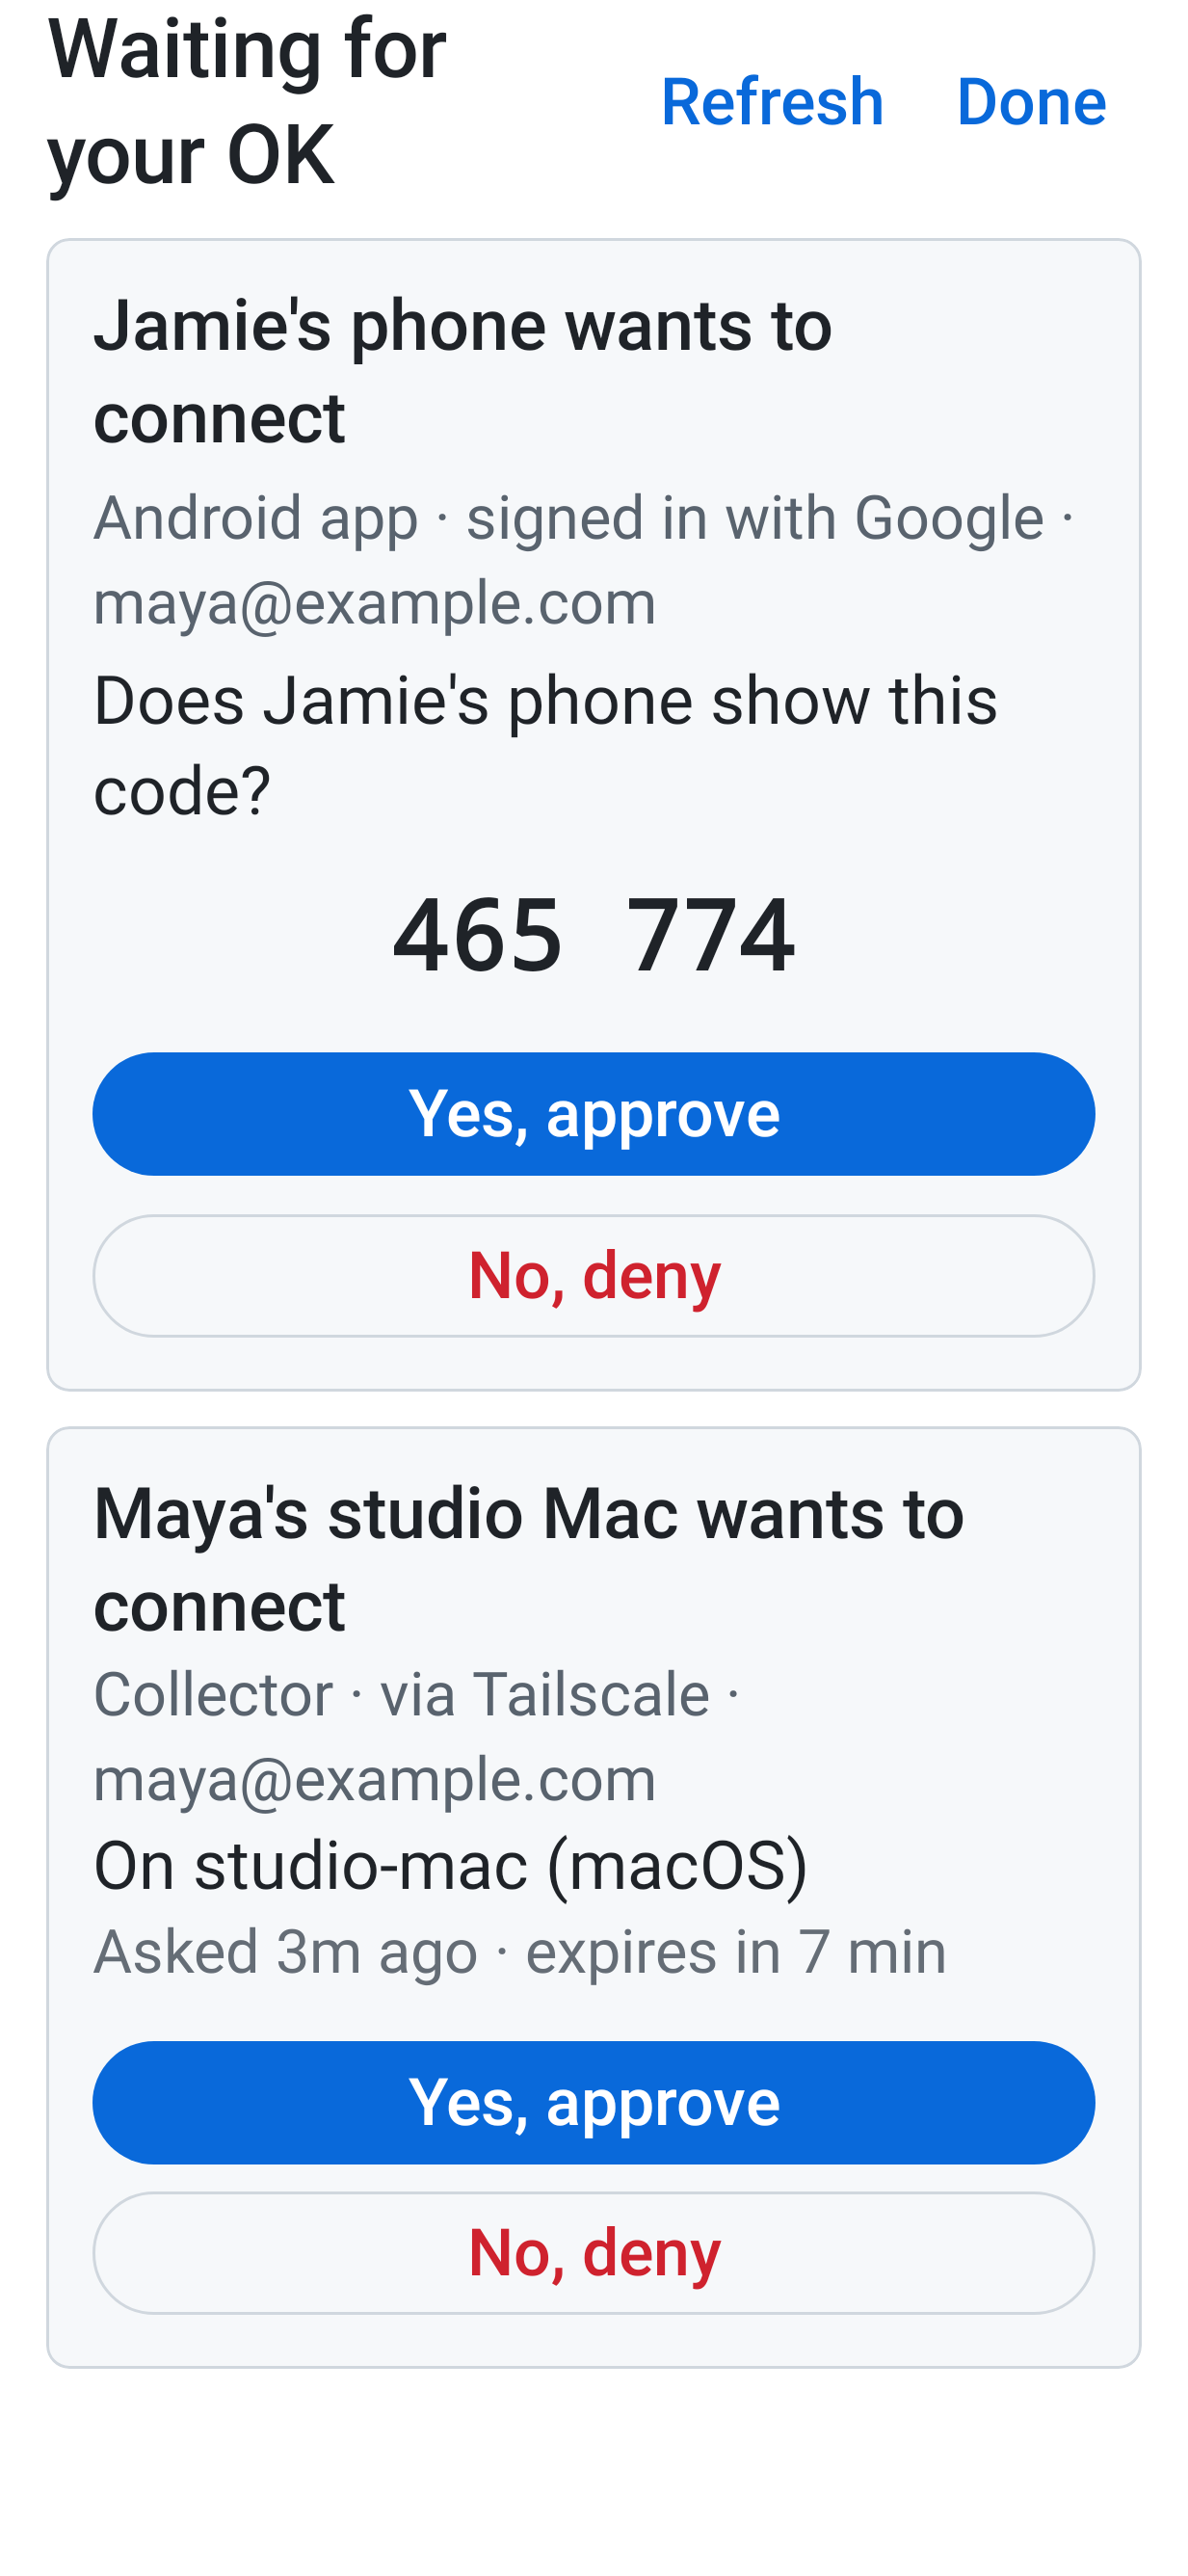 Waiting for
your OK
Refresh
Done
Jamie's phone wants to
connect
Android app · signed in with Google ·
maya@example.com
Does Jamie's phone show this
code?
465 774
Yes, approve
No, deny
Maya's studio Mac wants to
connect
Collector · via Tailscale ·
maya@example.com
On studio-mac (macOS)
Asked 3m ago · expires in 7 min
Yes, approve
No, deny